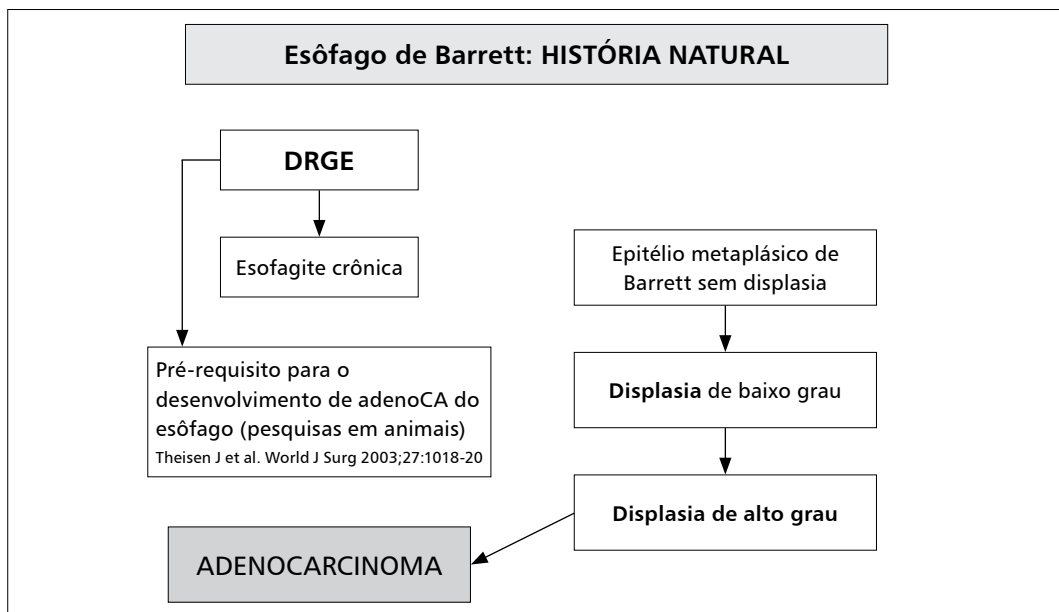 Esôfago de Barrett: HISTÓRIA NATURAL
DRGE
Esofagite crônica
Pré-requisito para o
desenvolvimento de adenoCA do
esôfago (pesquisas em animais)
Theisen J et al. World J Surg 2003;27:1018-20
Epitélio metaplásico de
Barrett sem displasia
Displasia de baixo grau
Displasia de alto grau
ADENOCARCINOMA